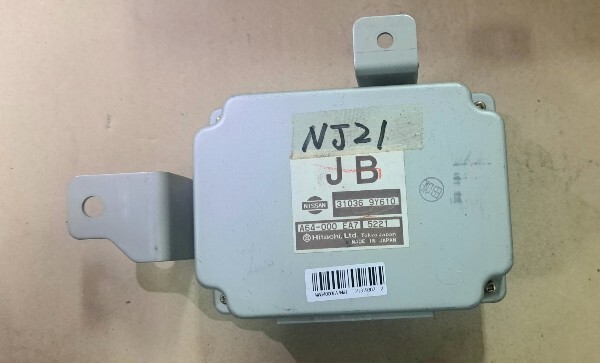 NJ21
JB
NISSAN
31036 9Y610
A64-000 EA7 5221
Hitachi, Ltd. Tokyo Japan
MADE IN JAPAN